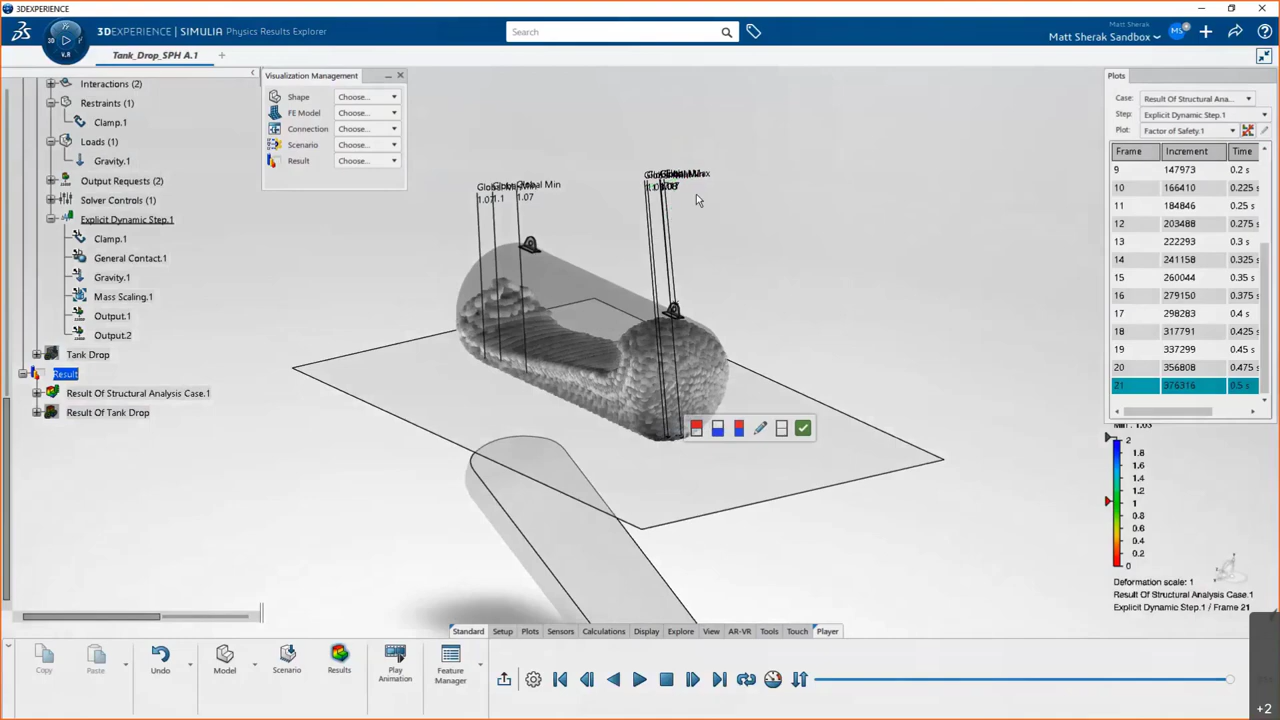 3DEXPERIENCE
3DEXPERIENCE | SIMULIA Physics Results Explorer
Search
Matt Sherak
Matt Sherak Sandbox
MS
3D
V.R
Tank_Drop_SPH A.1
Interactions (2)
Restraints (1)
Clamp.1
Loads (1)
Gravity.1
Output Requests (2)
Solver Controls (1)
Explicit Dynamic Step.1
Clamp.1
General Contact.1
Gravity.1
Mass Scaling.1
Output.1
Output.2
Tank Drop
Result
Result Of Structural Analysis Case.1
Result Of Tank Drop
Visualization Management
Shape Choose...
FE Model Choose...
Connection Choose...
Scenario Choose...
Result Choose...
Global Min
1.07
Plots
Case: Result Of Structural Ana...
Step: Explicit Dynamic Step.1
Plot: Factor of Safety.1
Frame Increment Time
9 147973 0.2 s
10 166410 0.225 s
11 184846 0.25 s
12 203488 0.275 s
13 222293 0.3 s
14 241158 0.325 s
15 260044 0.35 s
16 279150 0.375 s
17 298283 0.4 s
18 317791 0.425 s
19 337299 0.45 s
20 356808 0.475 s
21 376316 0.5 s
2
1.8
1.6
1.4
1.2
1
0.8
0.6
0.4
0.2
0
Deformation scale: 1
Result Of Structural Analysis Case.1
Explicit Dynamic Step.1 / Frame 21
Standard Setup Plots Sensors Calculations Display Explore View AR-VR Tools Touch Player
Copy
Paste
Undo
Model
Scenario
Results
Play Animation
Feature Manager
+2